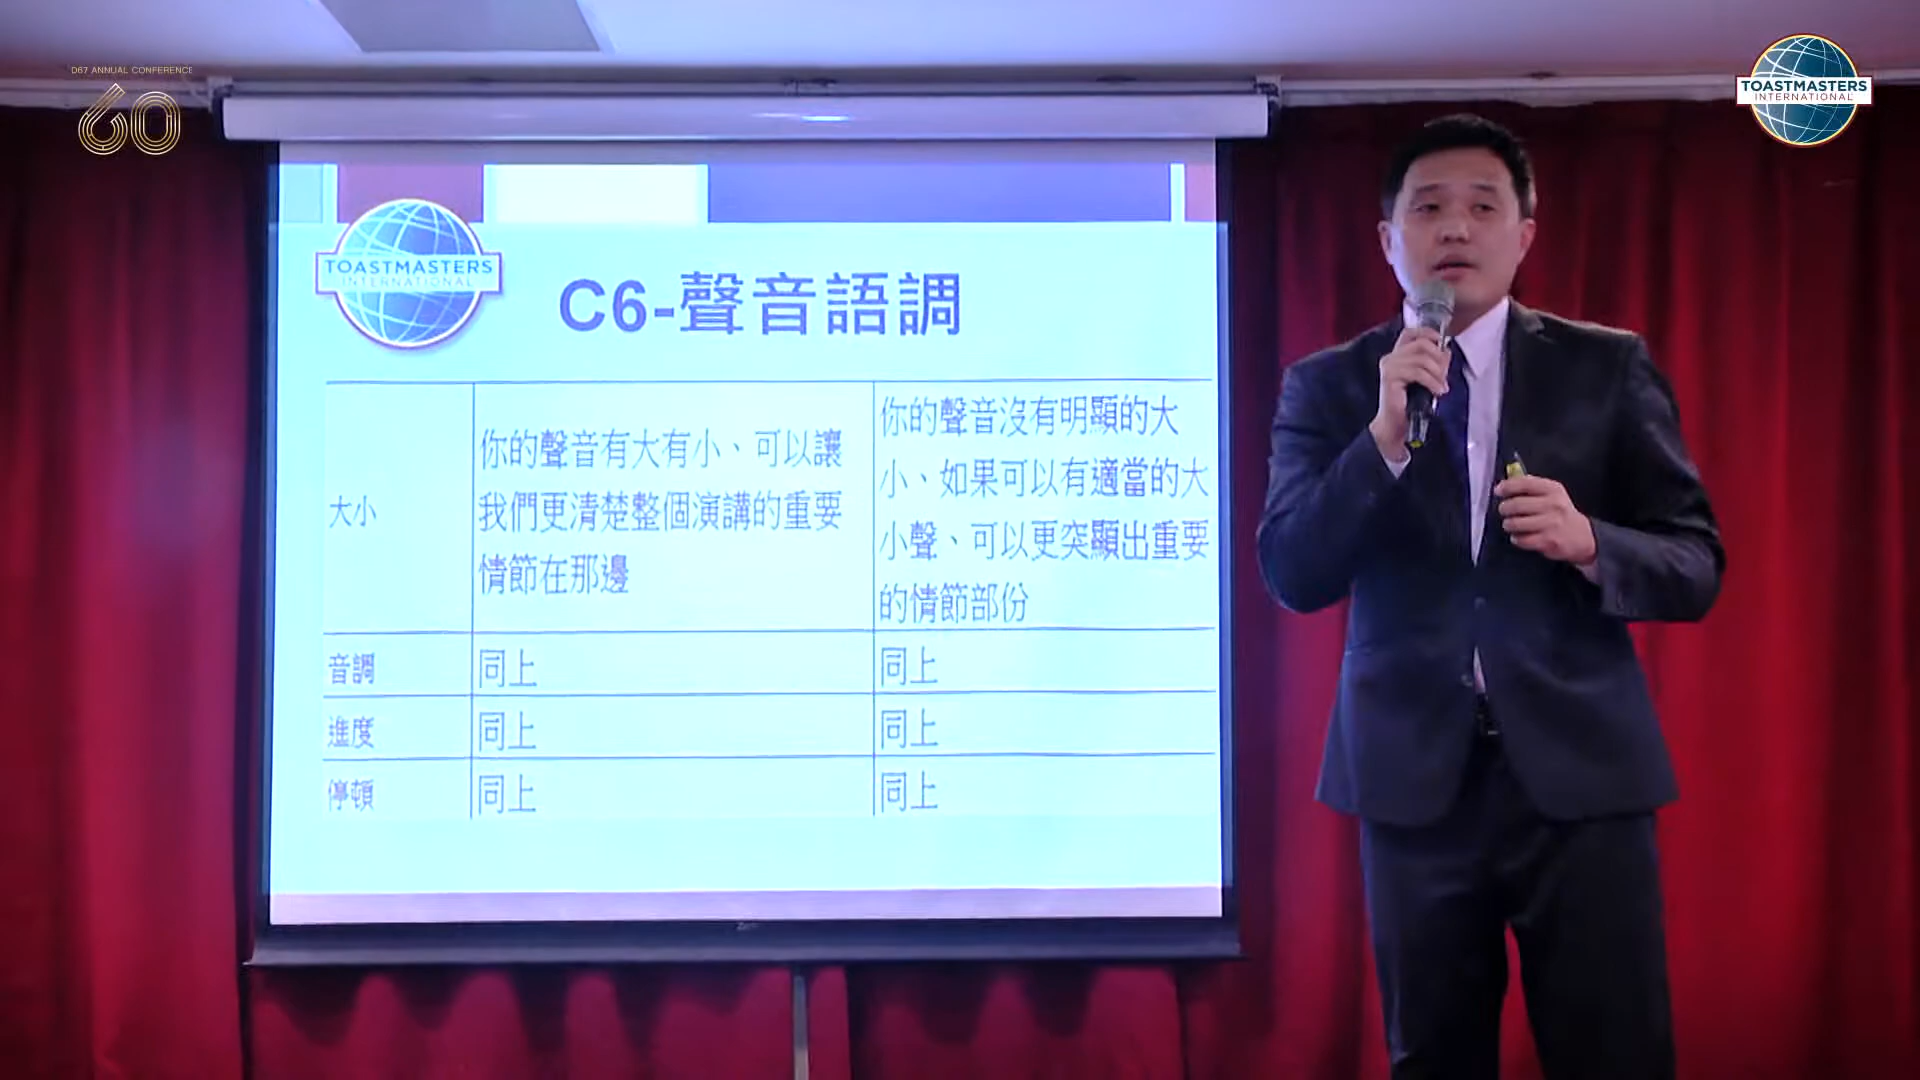 D67 ANNUAL CONFERENCE
60
TOASTMASTERS
INTERNATIONAL
TOASTMASTERS
INTERNATIONAL
C6-聲音語調
大小
你的聲音有大有小、可以讓
我們更清楚整個演講的重要
情節在那邊
你的聲音沒有明顯的大
小、如果可以有適當的大
小聲、可以更突顯出重要
的情節部份
音調
同上
同上
進度
同上
同上
停頓
同上
同上